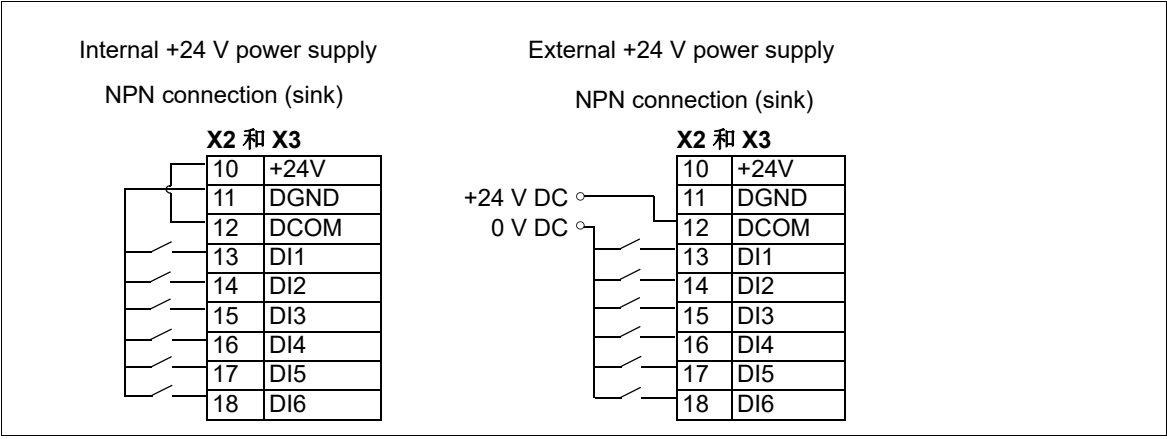 Internal +24 V power supply
NPN connection (sink)
X2 和 X3
10 +24V
11 DGND
12 DCOM
13 DI1
14 DI2
15 DI3
16 DI4
17 DI5
18 DI6
External +24 V power supply
NPN connection (sink)
X2 和 X3
+24 V DC
0 V DC
10 +24V
11 DGND
12 DCOM
13 DI1
14 DI2
15 DI3
16 DI4
17 DI5
18 DI6